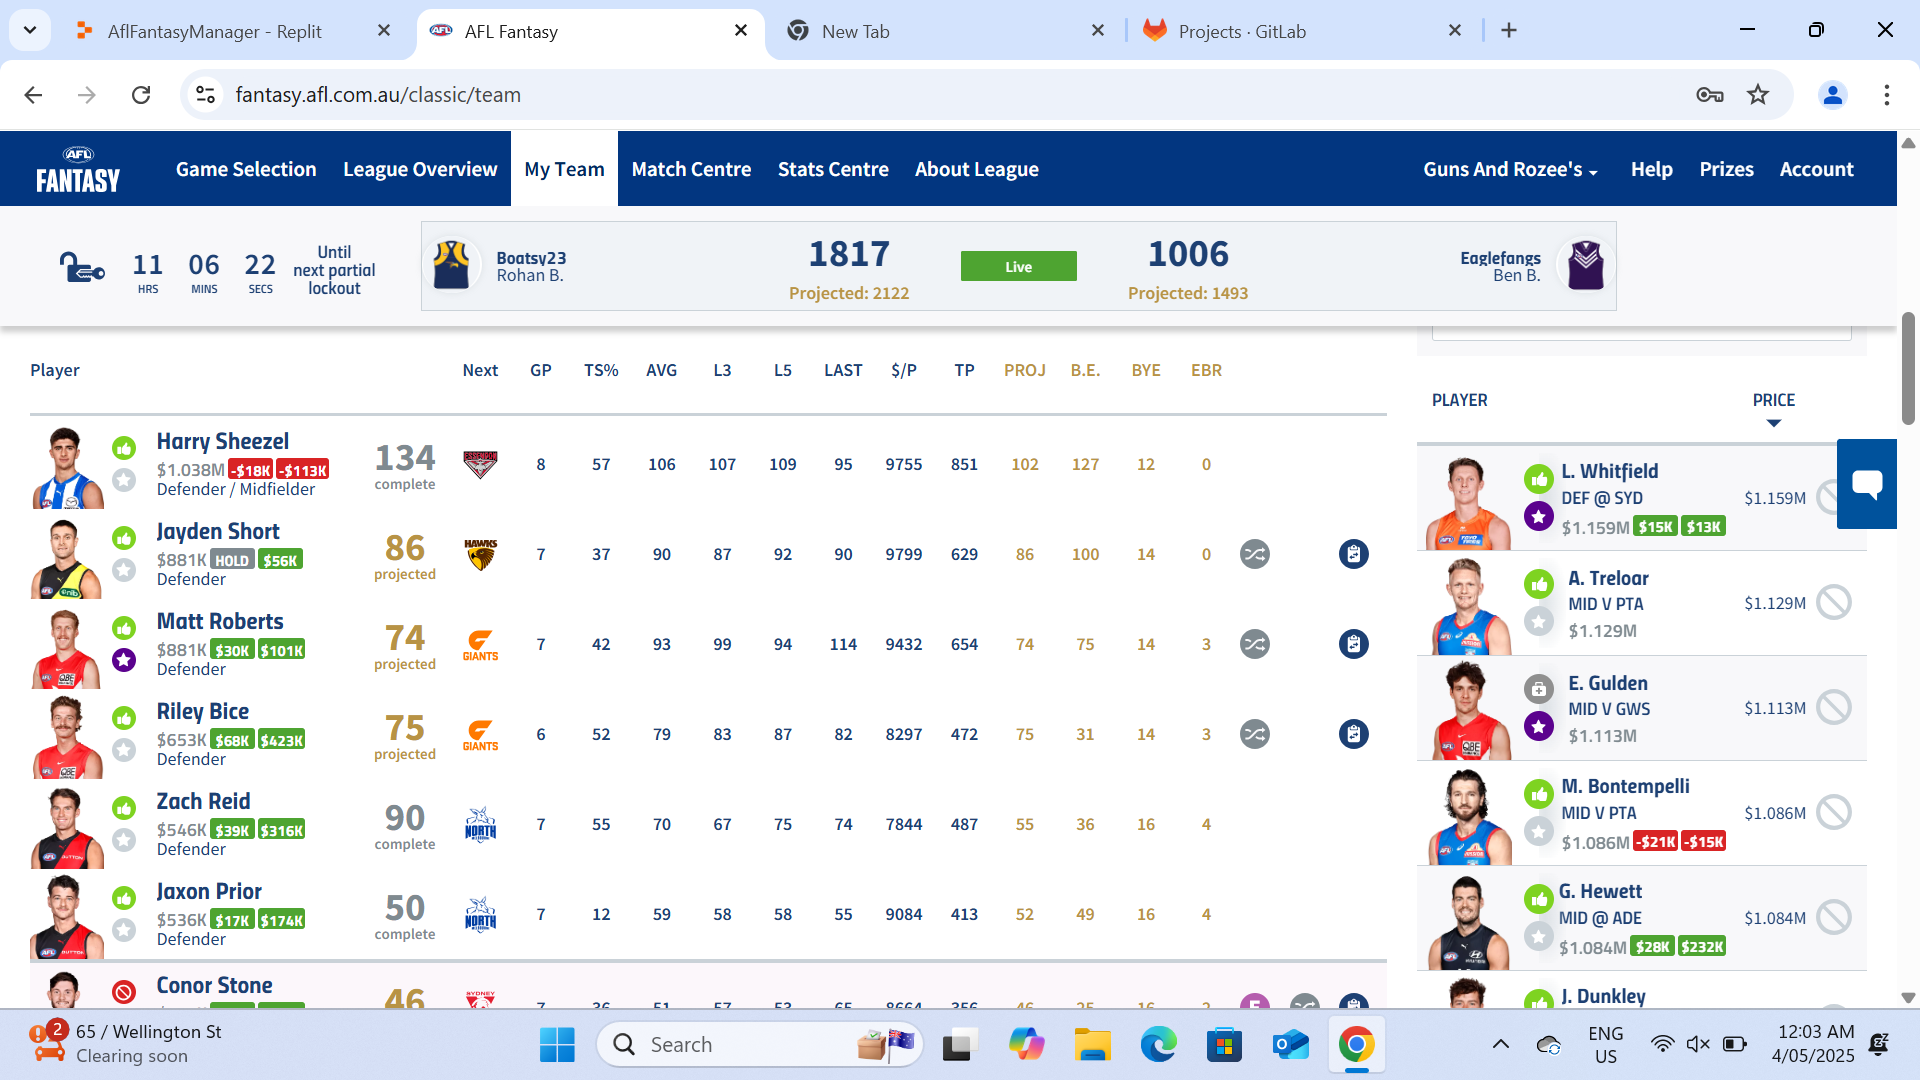 AflFantasyManager - Replit
AFL Fantasy
New Tab
Projects · GitLab
fantasy.afl.com.au/classic/team
AFL
FANTASY
Game Selection
League Overview
My Team
Match Centre
Stats Centre
About League
Guns And Rozee's
Help
Prizes
Account
11 HRS
06 MINS
22 SECS
Until
next partial
lockout
Boatsy23
Rohan B.
1817
Projected: 2122
Live
1006
Projected: 1493
Eaglefangs
Ben B.
Player Next GP TS% AVG L3 L5 LAST $/P TP PROJ B.E. BYE EBR
Harry Sheezel
$1.038M -$18K -$113K
Defender / Midfielder
134
complete
ESSENDON
8 57 106 107 109 95 9755 851 102 127 12 0
Jayden Short
$881K HOLD $56K
Defender
86
projected
HAWKS
7 37 90 87 92 90 9799 629 86 100 14 0
Matt Roberts
$881K $30K $101K
Defender
74
projected
GIANTS
7 42 93 99 94 114 9432 654 74 75 14 3
Riley Bice
$653K $68K $423K
Defender
75
projected
GIANTS
6 52 79 83 87 82 8297 472 75 31 14 3
Zach Reid
$546K $39K $316K
Defender
90
complete
NORTH
7 55 70 67 75 74 7844 487 55 36 16 4
Jaxon Prior
$536K $17K $174K
Defender
50
complete
NORTH
7 12 59 58 58 55 9084 413 52 49 16 4
Conor Stone
46
SYDNEY
7 36 51 57 53 65 8664 356 46 25 16 2
PLAYER PRICE
L. Whitfield
DEF @ SYD
$1.159M $15K $13K
$1.159M
A. Treloar
MID V PTA
$1.129M
$1.129M
E. Gulden
MID V GWS
$1.113M
$1.113M
M. Bontempelli
MID V PTA
$1.086M -$21K -$15K
$1.086M
G. Hewett
MID @ ADE
$1.084M $28K $232K
$1.084M
J. Dunkley
2
65 / Wellington St
Clearing soon
Search
ENG
US
12:03 AM
4/05/2025